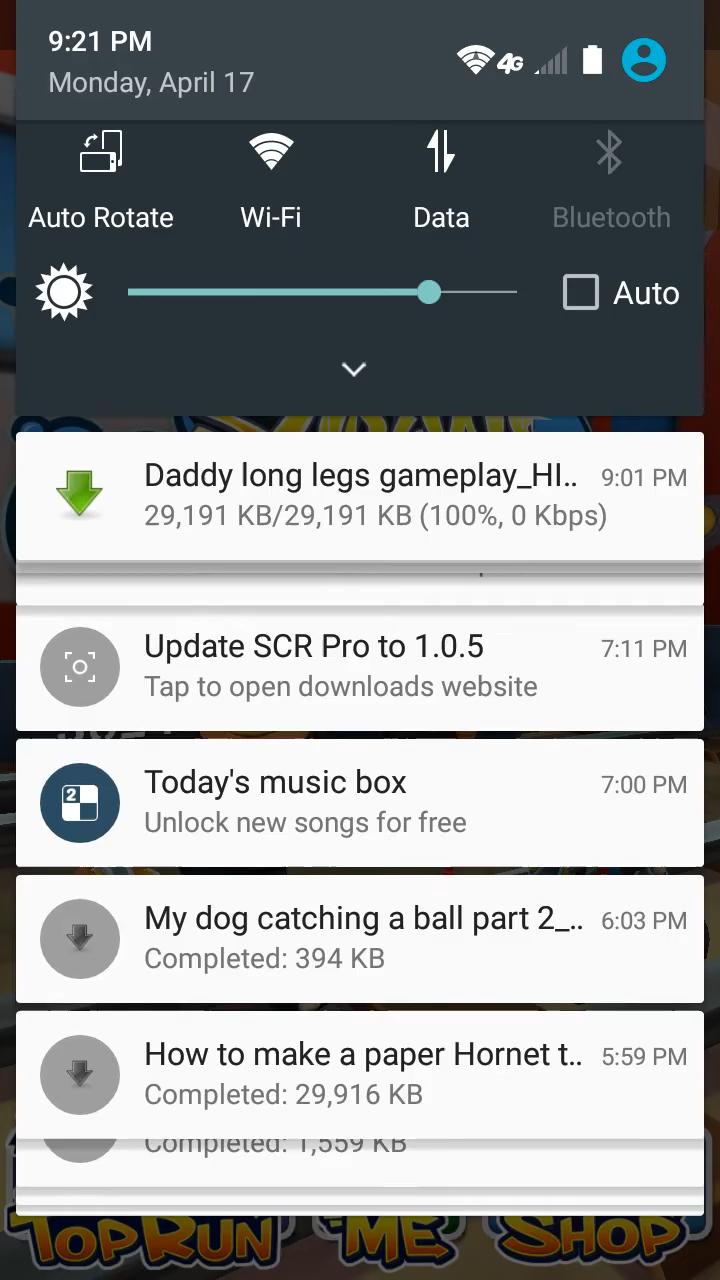 9:21 PM
Monday, April 17
4G
Auto Rotate
Wi-Fi
Data
Bluetooth
Auto
Daddy long legs gameplay_HI..
9:01 PM
29,191 KB/29,191 KB (100%, 0 Kbps)
Update SCR Pro to 1.0.5
7:11 PM
Tap to open downloads website
2
Today's music box
7:00 PM
Unlock new songs for free
My dog catching a ball part 2_..
6:03 PM
Completed: 394 KB
How to make a paper Hornet t..
5:59 PM
Completed: 29,916 KB
Completed: 1,559 KB
TOP RUN
ME
SHOP